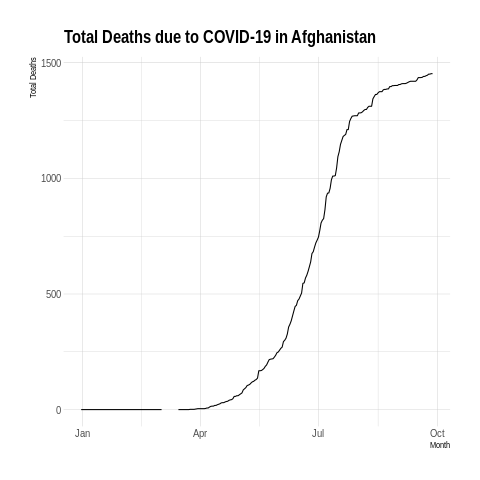 Total Deaths due to COVID-19 in Afghanistan
Total Deaths
1500
1000
500
0
Jan Apr Jul Oct
Month